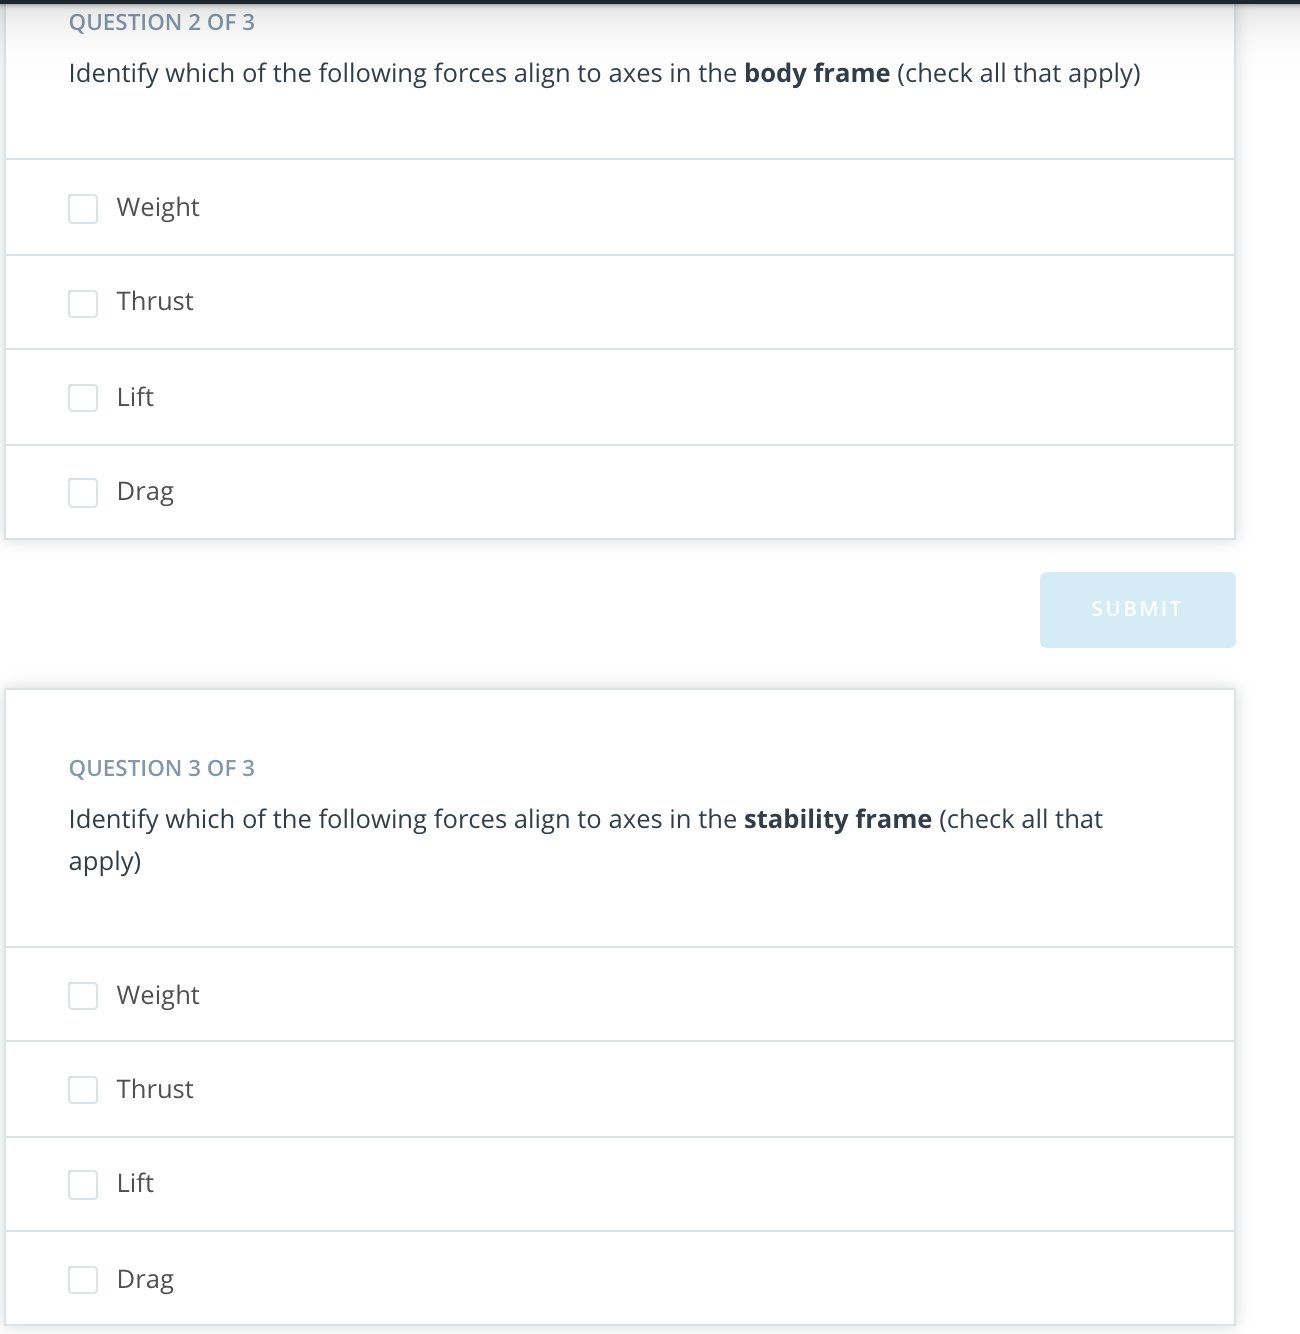 QUESTION 2 OF 3
Identify which of the following forces align to axes in the body frame (check all that apply)
Weight
Thrust
Lift
Drag
SUBMIT
QUESTION 3 OF 3
Identify which of the following forces align to axes in the stability frame (check all that
apply)
Weight
Thrust
Lift
Drag